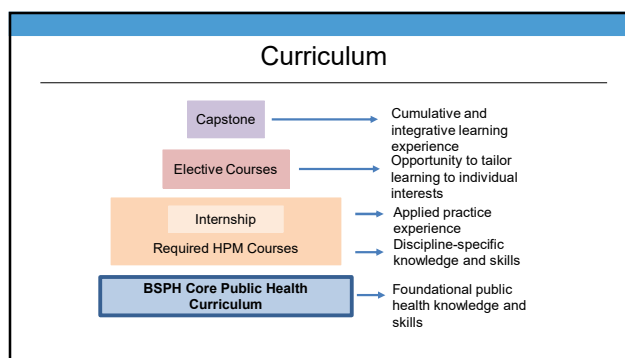 Curriculum
Capstone
Cumulative and
integrative learning
experience
Elective Courses
Opportunity to tailor
learning to individual
interests
Internship
Applied practice
experience
Required HPM Courses
Discipline-specific
knowledge and skills
BSPH Core Public Health
Curriculum
Foundational public
health knowledge and
skills